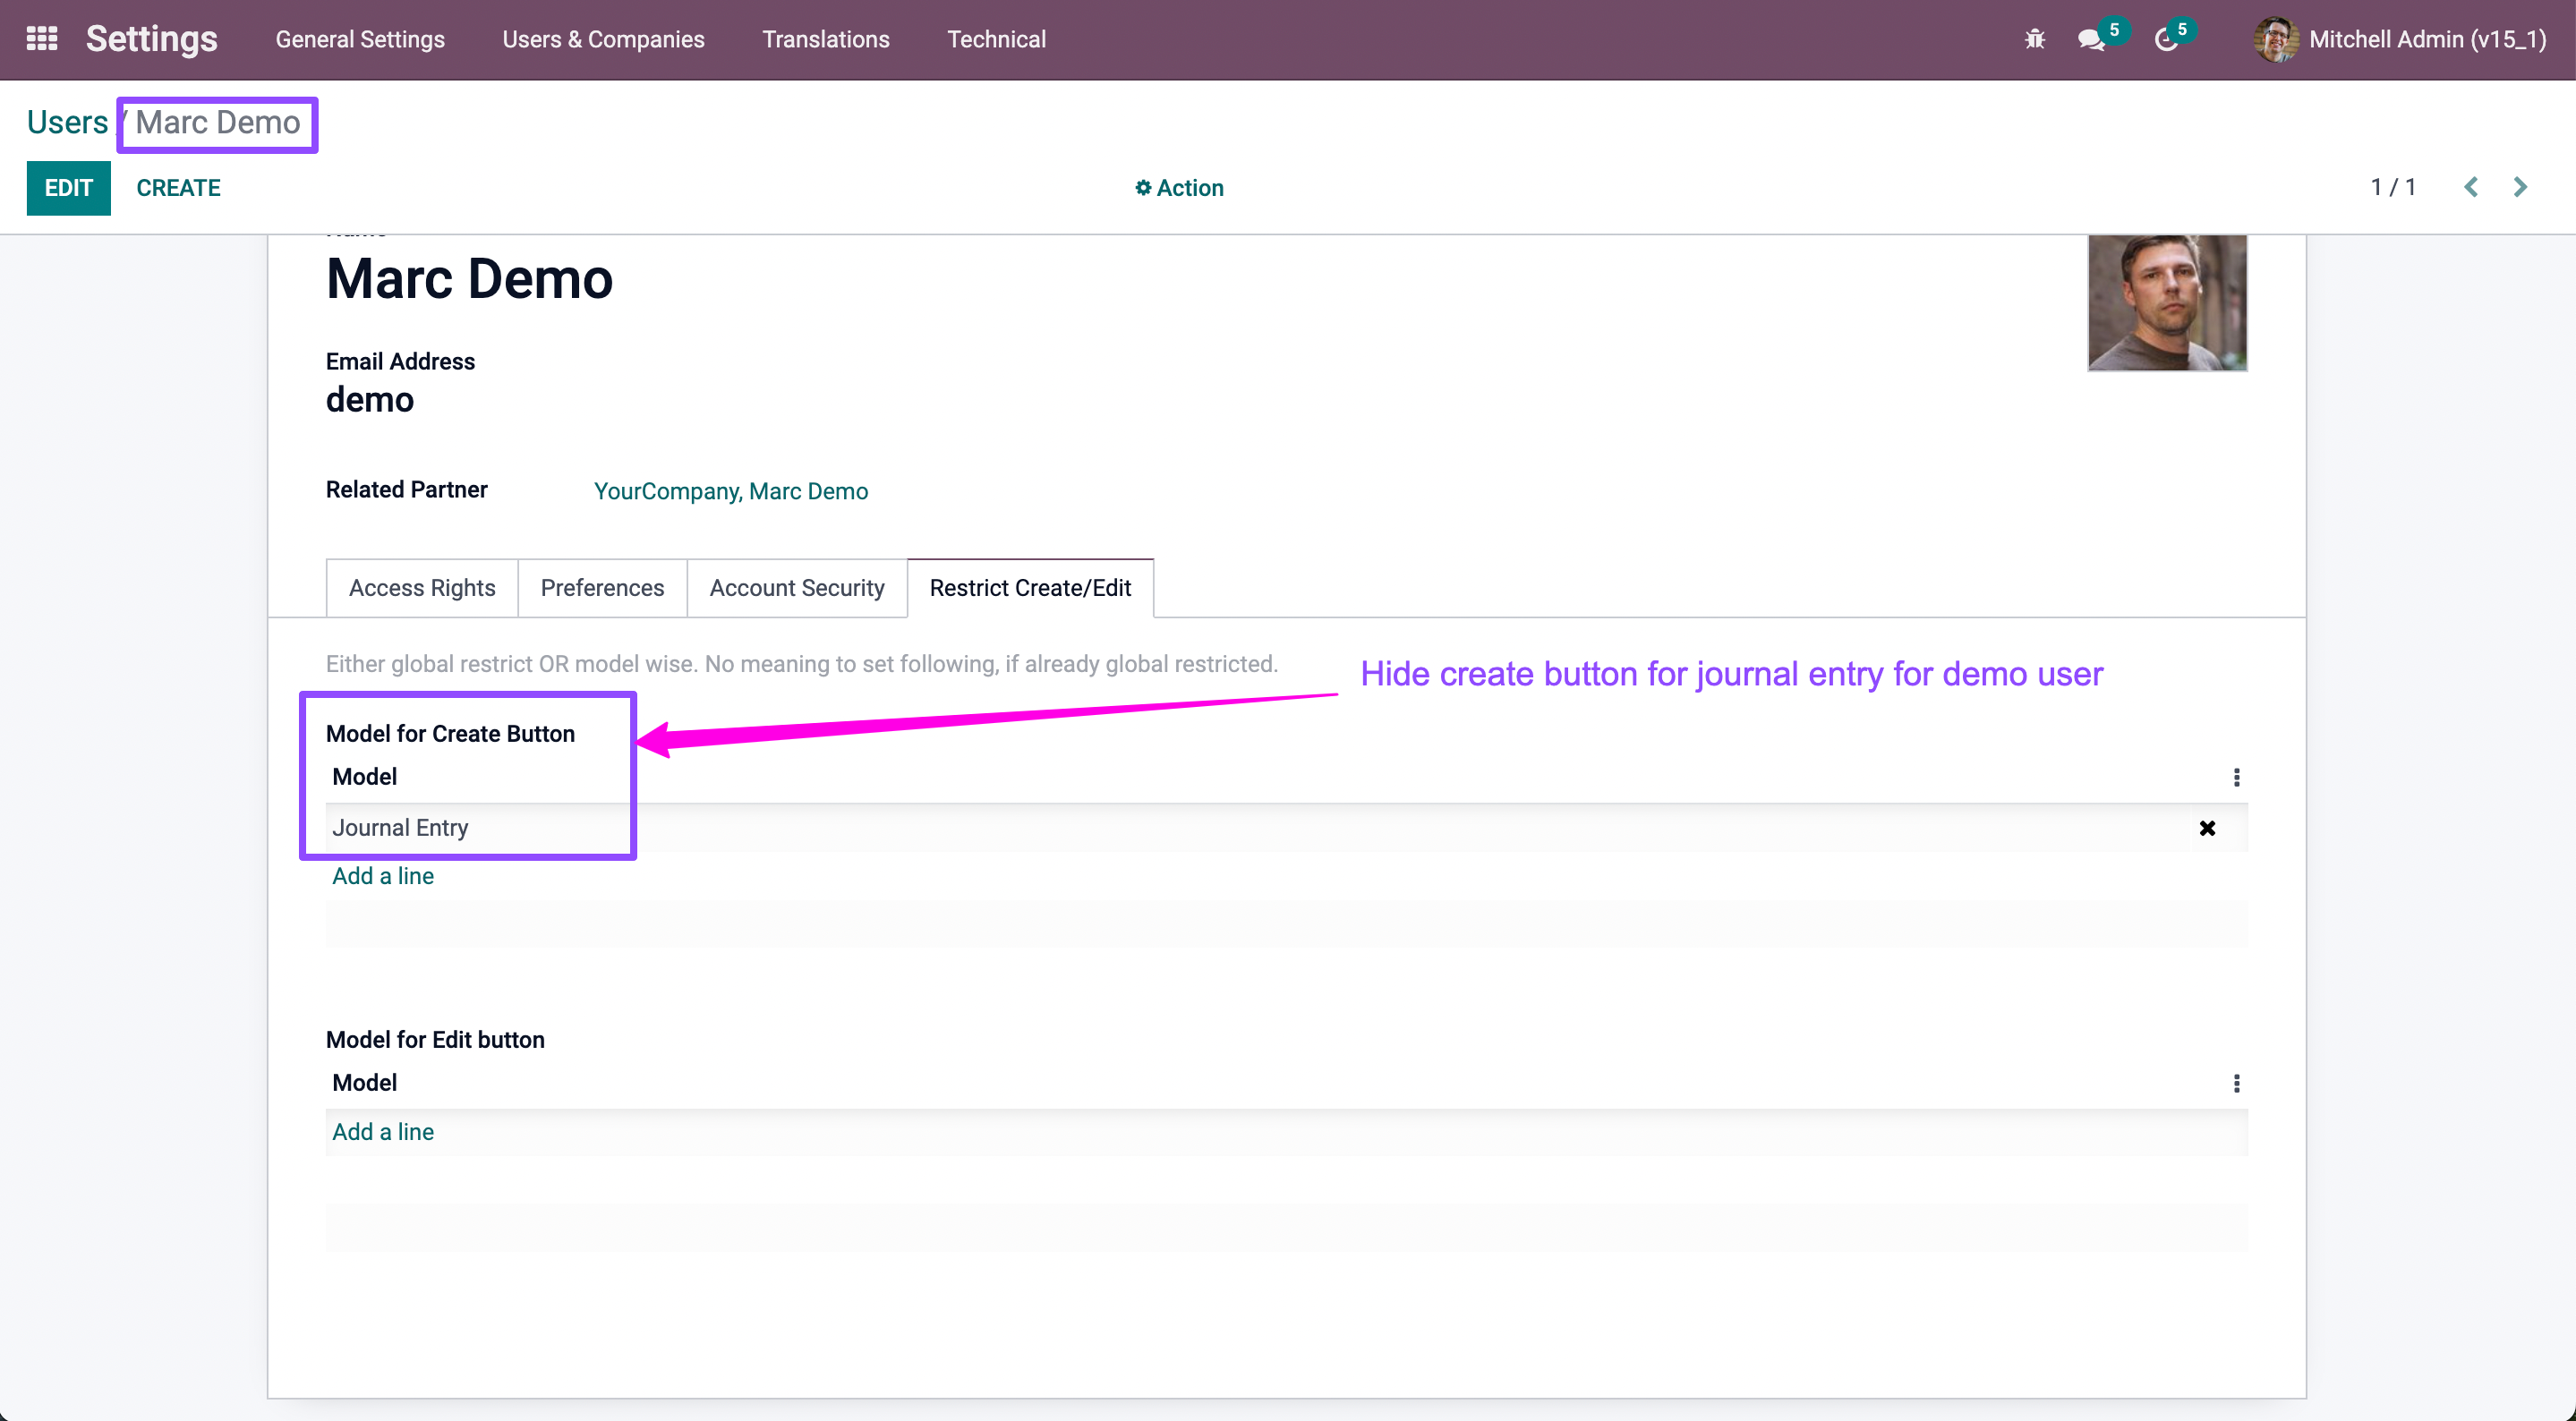 Settings General Settings Users & Companies Translations Technical 5 5 Mitchell Admin (v15_1)
Users / Marc Demo
EDIT CREATE Action 1 / 1
Marc Demo
Email Address
demo
Related Partner YourCompany, Marc Demo
Access Rights Preferences Account Security Restrict Create/Edit
Either global restrict OR model wise. No meaning to set following, if already global restricted.
Hide create button for journal entry for demo user
Model for Create Button
Model
Journal Entry
Add a line
Model for Edit button
Model
Add a line